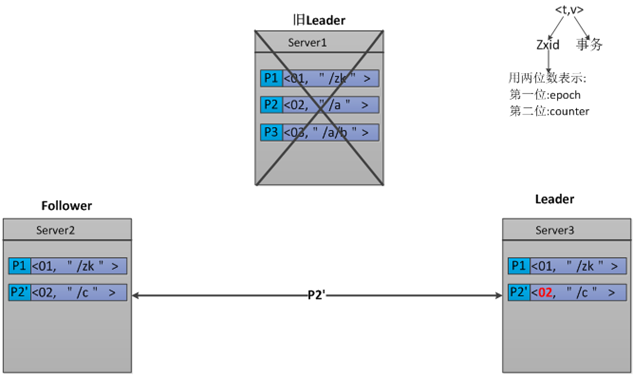 旧Leader
Server1
P1 <01, "/zk" >
P2 <02, "/a" >
P3 <03, "/a/b" >
<t,v>
Zxid 事务
用两位数表示:
第一位:epoch
第二位:counter
Follower
Server2
P1 <01, "/zk" >
P2' <02, "/c" >
P2'
Leader
Server3
P1 <01, "/zk" >
P2' <02, "/c" >